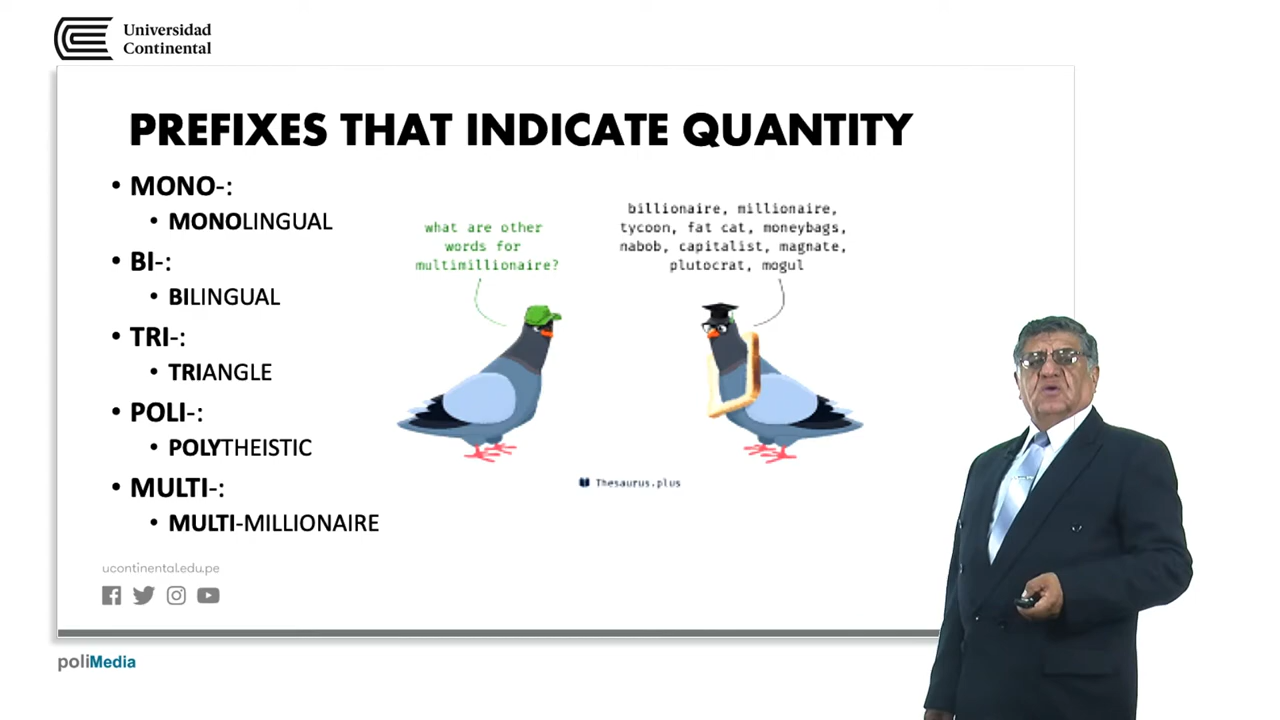 Universidad
Continental
PREFIXES THAT INDICATE QUANTITY
• MONO-:
• MONOLINGUAL
• BI-:
• BILINGUAL
• TRI-:
• TRIANGLE
• POLI-:
• POLYTHEISTIC
• MULTI-:
• MULTI-MILLIONAIRE
what are other
words for
multimillionaire?
billionaire, millionaire,
tycoon, fat cat, moneybags,
nabob, capitalist, magnate,
plutocrat, mogul
Thesaurus.plus
ucontinental.edu.pe
poliMedia